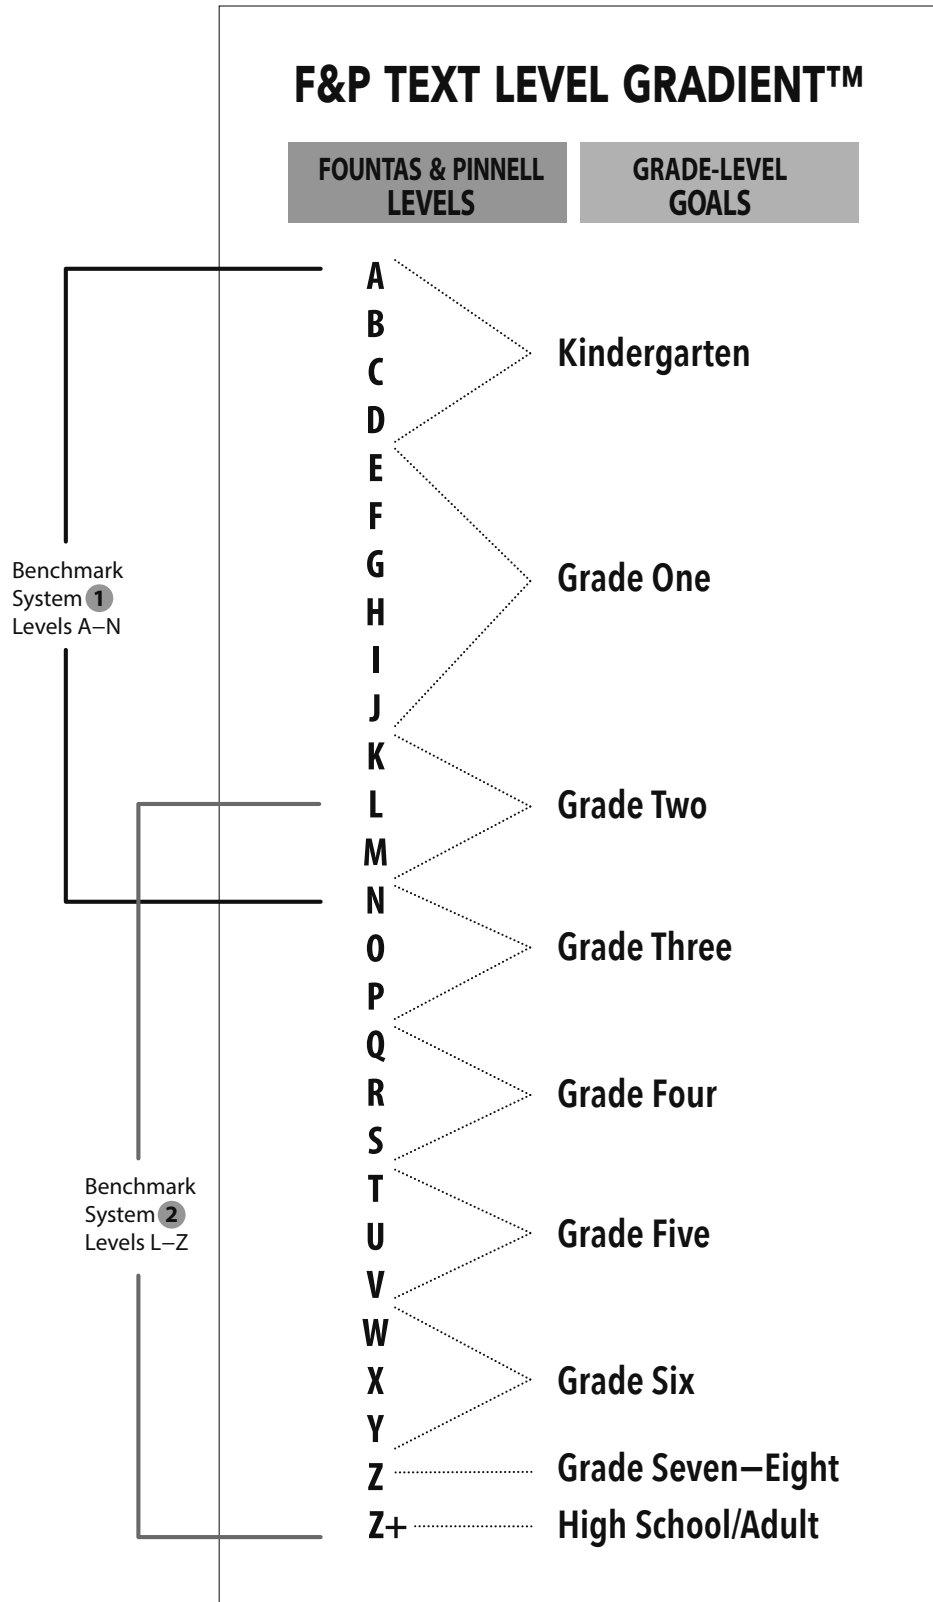 F&P TEXT LEVEL GRADIENT™
FOUNTAS & PINNELL
LEVELS
GRADE-LEVEL
GOALS
A
B
C
D
E
F
G
H
I
J
K
L
M
N
O
P
Q
R
S
T
U
V
W
X
Y
Z
Z+
Kindergarten
Grade One
Grade Two
Grade Three
Grade Four
Grade Five
Grade Six
Grade Seven–Eight
High School/Adult
Benchmark
System 1
Levels A–N
Benchmark
System 2
Levels L–Z